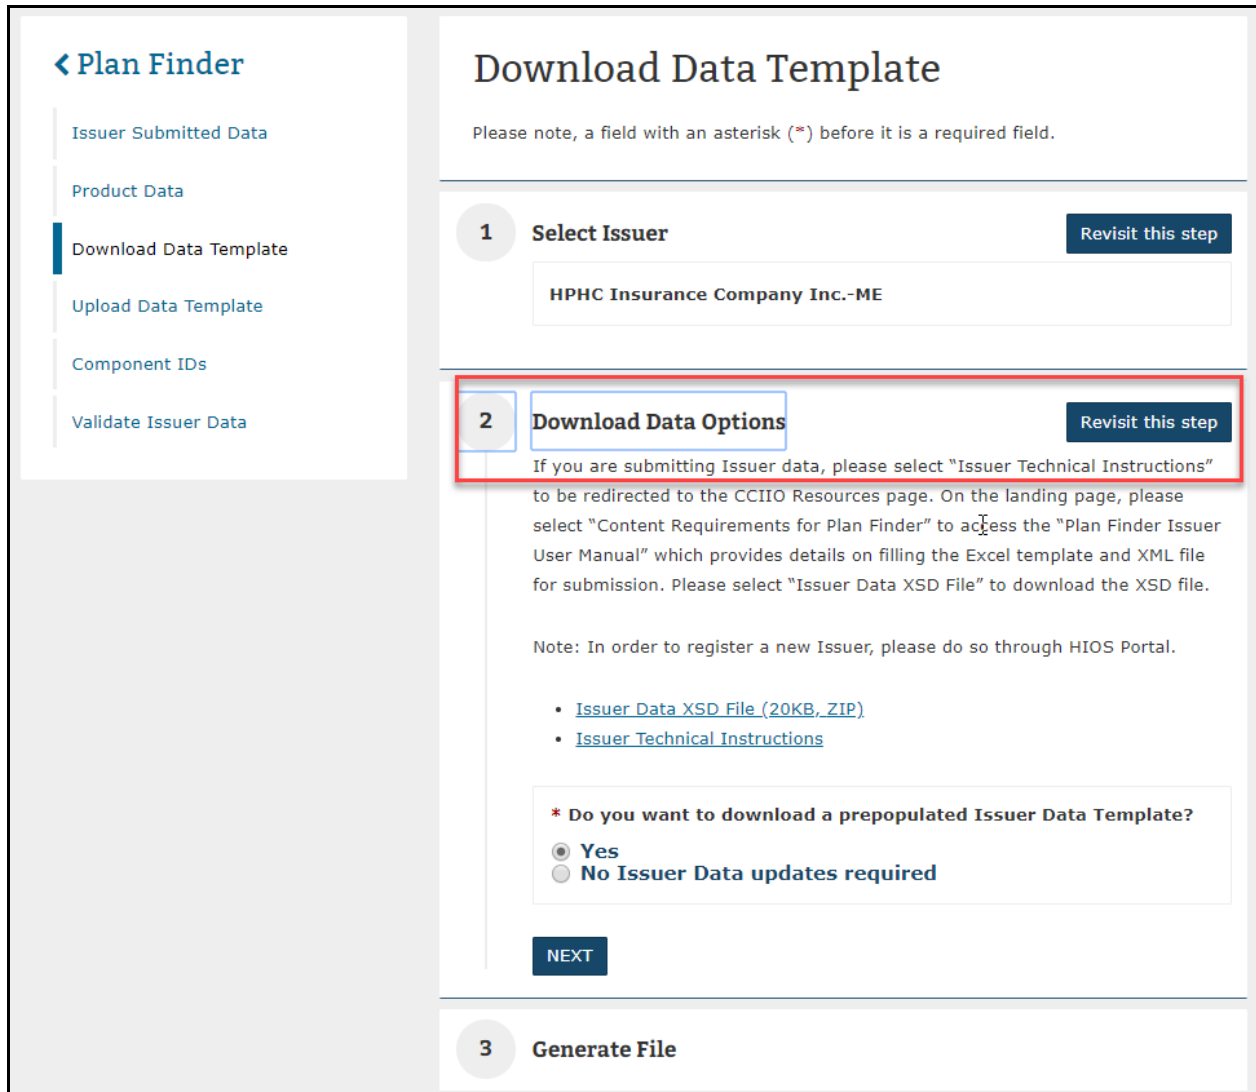 Plan Finder
Issuer Submitted Data
Product Data
Download Data Template
Upload Data Template
Component IDs
Validate Issuer Data
Download Data Template
Please note, a field with an asterisk (*) before it is a required field.
1
Select Issuer
Revisit this step
HPHC Insurance Company Inc.-ME
2
Download Data Options
Revisit this step
If you are submitting Issuer data, please select “Issuer Technical Instructions”
to be redirected to the CCIIO Resources page. On the landing page, please
select “Content Requirements for Plan Finder” to access the “Plan Finder Issuer
User Manual” which provides details on filling the Excel template and XML file
for submission. Please select “Issuer Data XSD File” to download the XSD file.
Note: In order to register a new Issuer, please do so through HIOS Portal.
• Issuer Data XSD File (20KB, ZIP)
• Issuer Technical Instructions
* Do you want to download a prepopulated Issuer Data Template?
Yes
No Issuer Data updates required
NEXT
3
Generate File